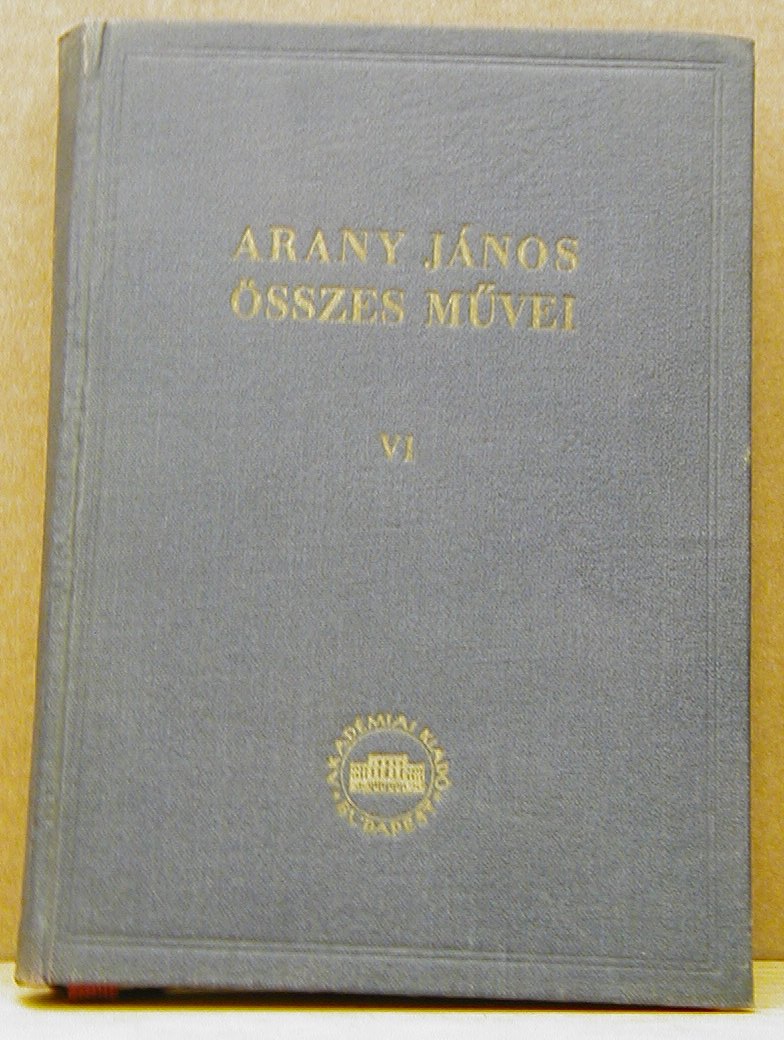 ARANY JÁNOS
ÖSSZES MŰVEI
VI
AKADÉMIAI KIADÓ
BUDAPEST